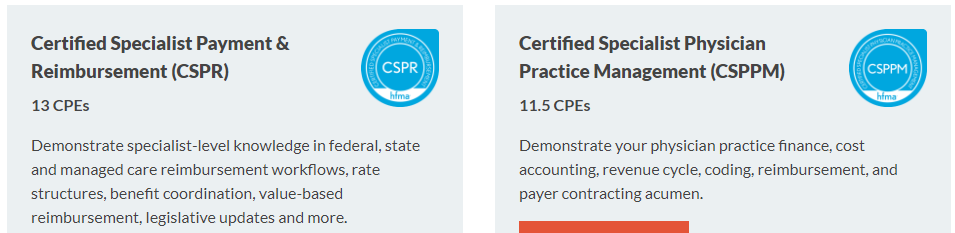 Certified Specialist Payment &
Reimbursement (CSPR)
CSPR
hfma
13 CPEs
Demonstrate specialist-level knowledge in federal, state
and managed care reimbursement workflows, rate
structures, benefit coordination, value-based
reimbursement, legislative updates and more.
Certified Specialist Physician
Practice Management (CSPPM)
CSPPM
hfma
11.5 CPEs
Demonstrate your physician practice finance, cost
accounting, revenue cycle, coding, reimbursement, and
payer contracting acumen.